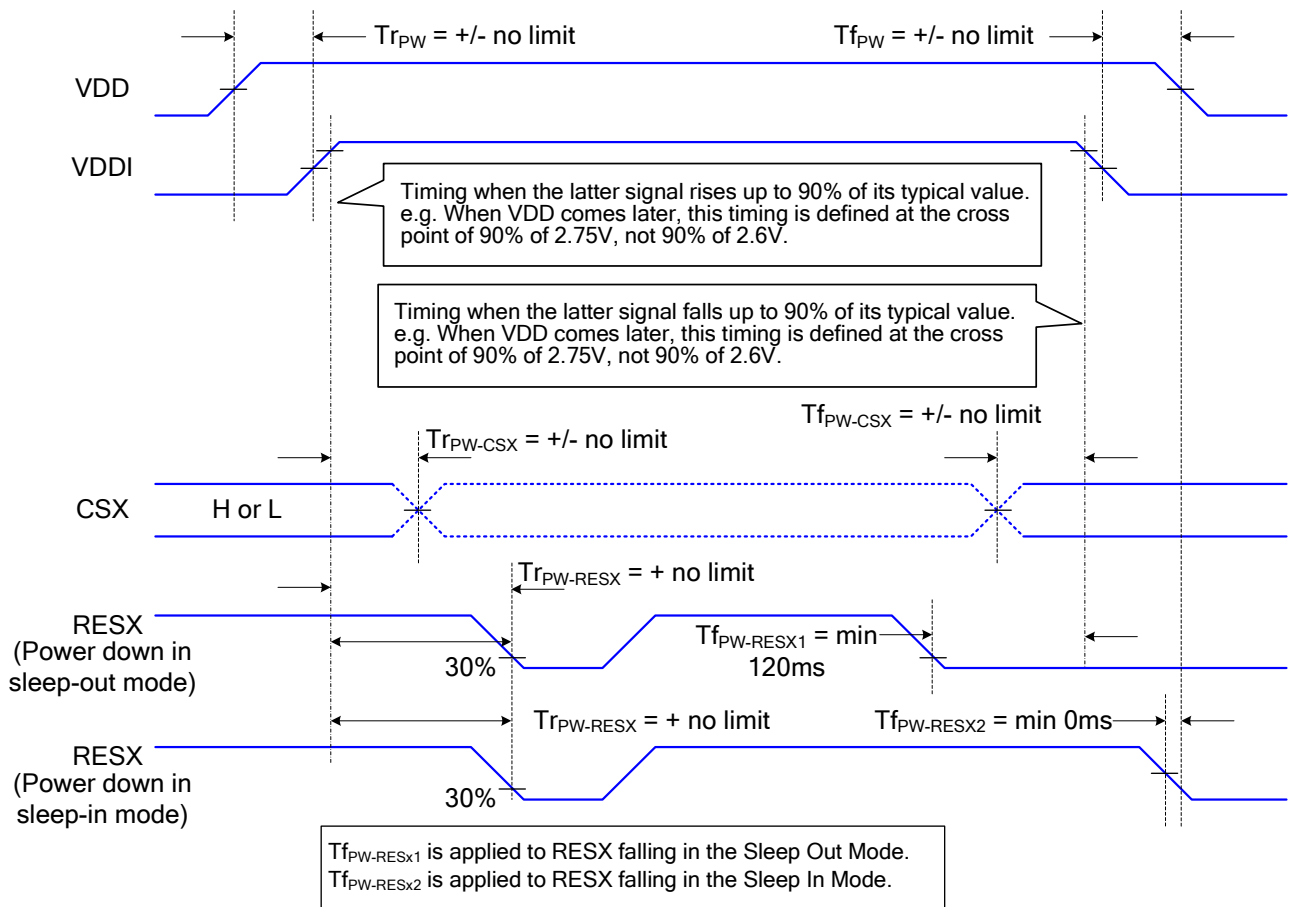 TrPW = +/- no limit
TfPW = +/- no limit
VDD
VDDI
Timing when the latter signal rises up to 90% of its typical value.
e.g. When VDD comes later, this timing is defined at the cross
point of 90% of 2.75V, not 90% of 2.6V.
Timing when the latter signal falls up to 90% of its typical value.
e.g. When VDD comes later, this timing is defined at the cross
point of 90% of 2.75V, not 90% of 2.6V.
TfPW-CSX = +/- no limit
TrPW-CSX = +/- no limit
CSX
H or L
TrPW-RESX = + no limit
RESX
(Power down in
sleep-out mode)
30%
TfPW-RESX1 = min
120ms
TrPW-RESX = + no limit
TfPW-RESX2 = min 0ms
RESX
(Power down in
sleep-in mode)
30%
TfPW-RESx1 is applied to RESX falling in the Sleep Out Mode.
TfPW-RESx2 is applied to RESX falling in the Sleep In Mode.